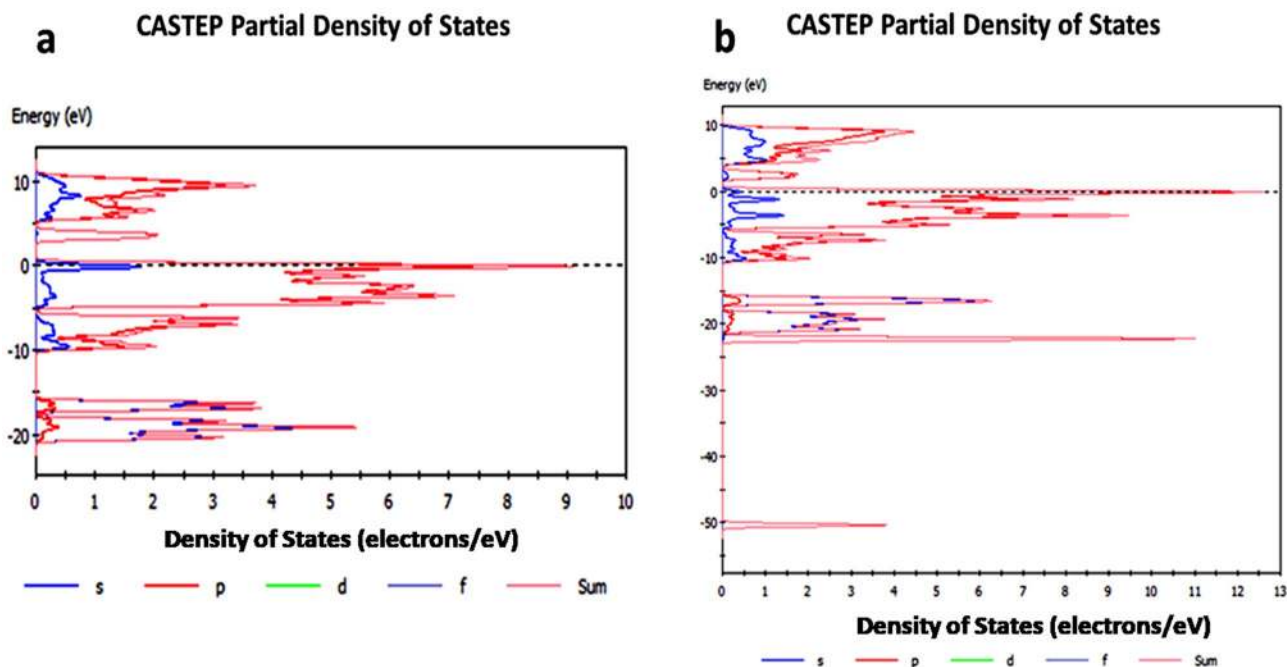 a
CASTEP Partial Density of States
Energy (eV)
10
0
-10
-20
0 1 2 3 4 5 6 7 8 9 10
Density of States (electrons/eV)
s p d f Sum
b
CASTEP Partial Density of States
Energy (eV)
10
0
-10
-20
-30
-40
-50
0 1 2 3 4 5 6 7 8 9 10 11 12 13
Density of States (electrons/eV)
s p d f Sum